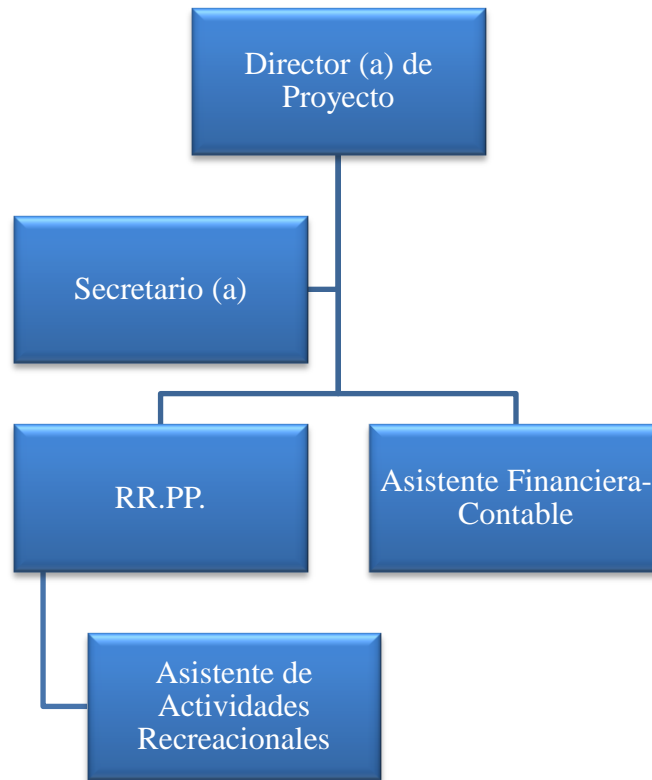 Director (a) de
Proyecto
Secretario (a)
RR.PP.
Asistente Financiera-
Contable
Asistente de
Actividades
Recreacionales